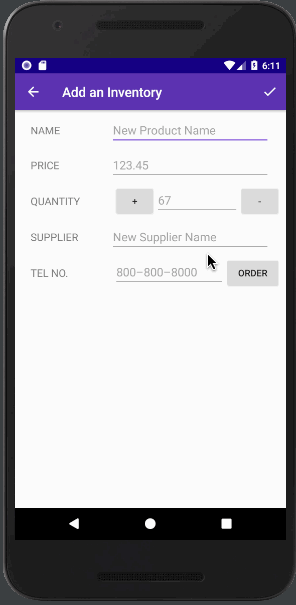 6:11
Add an Inventory
NAME New Product Name
PRICE 123.45
QUANTITY + 67 -
SUPPLIER New Supplier Name
TEL NO. 800–800–8000 ORDER